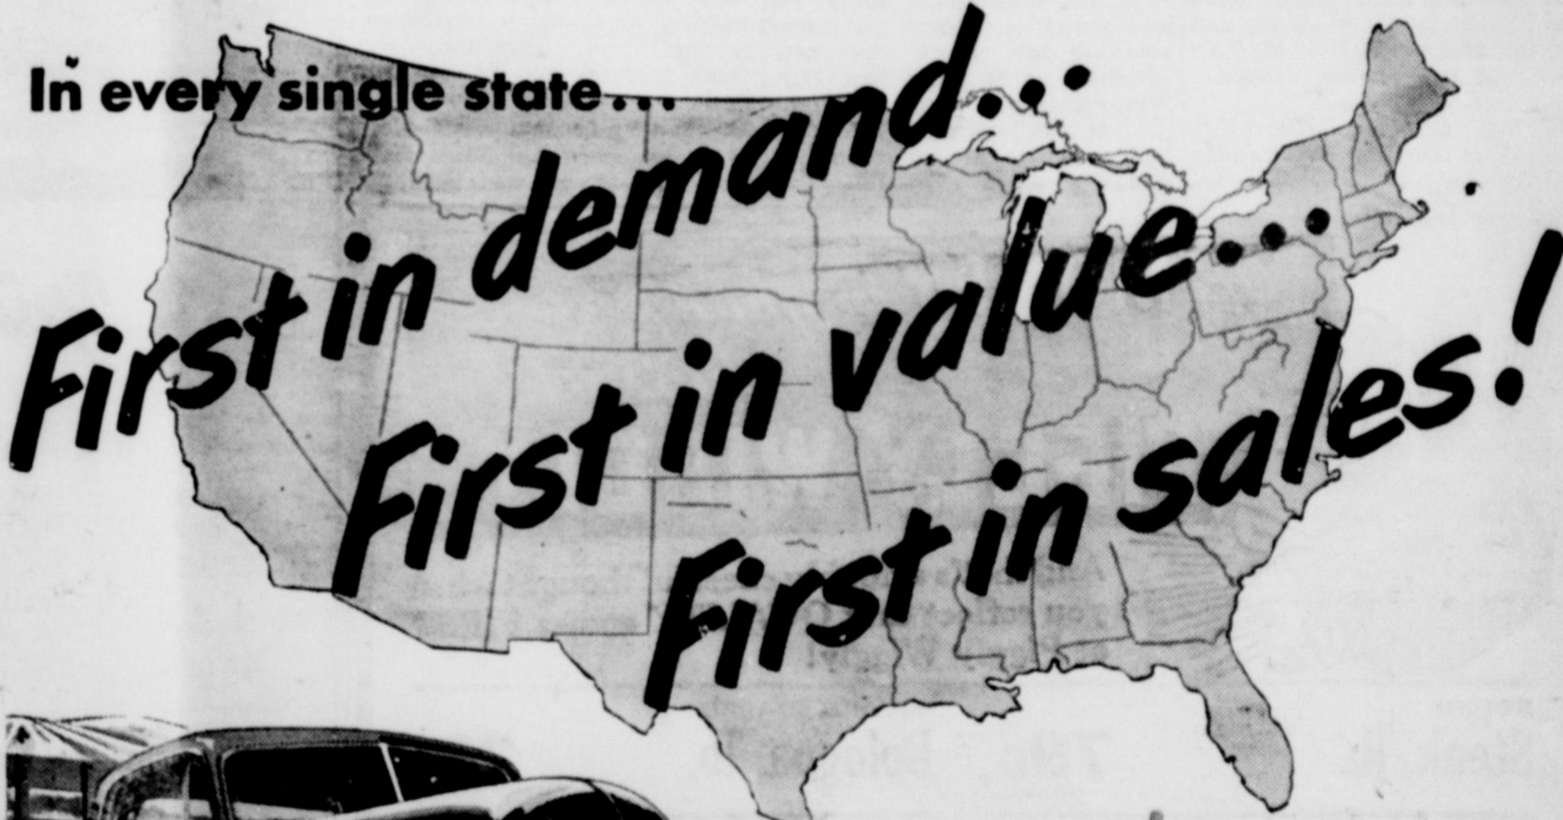 In every single state...
First in demand...
First in value...
First in sales!